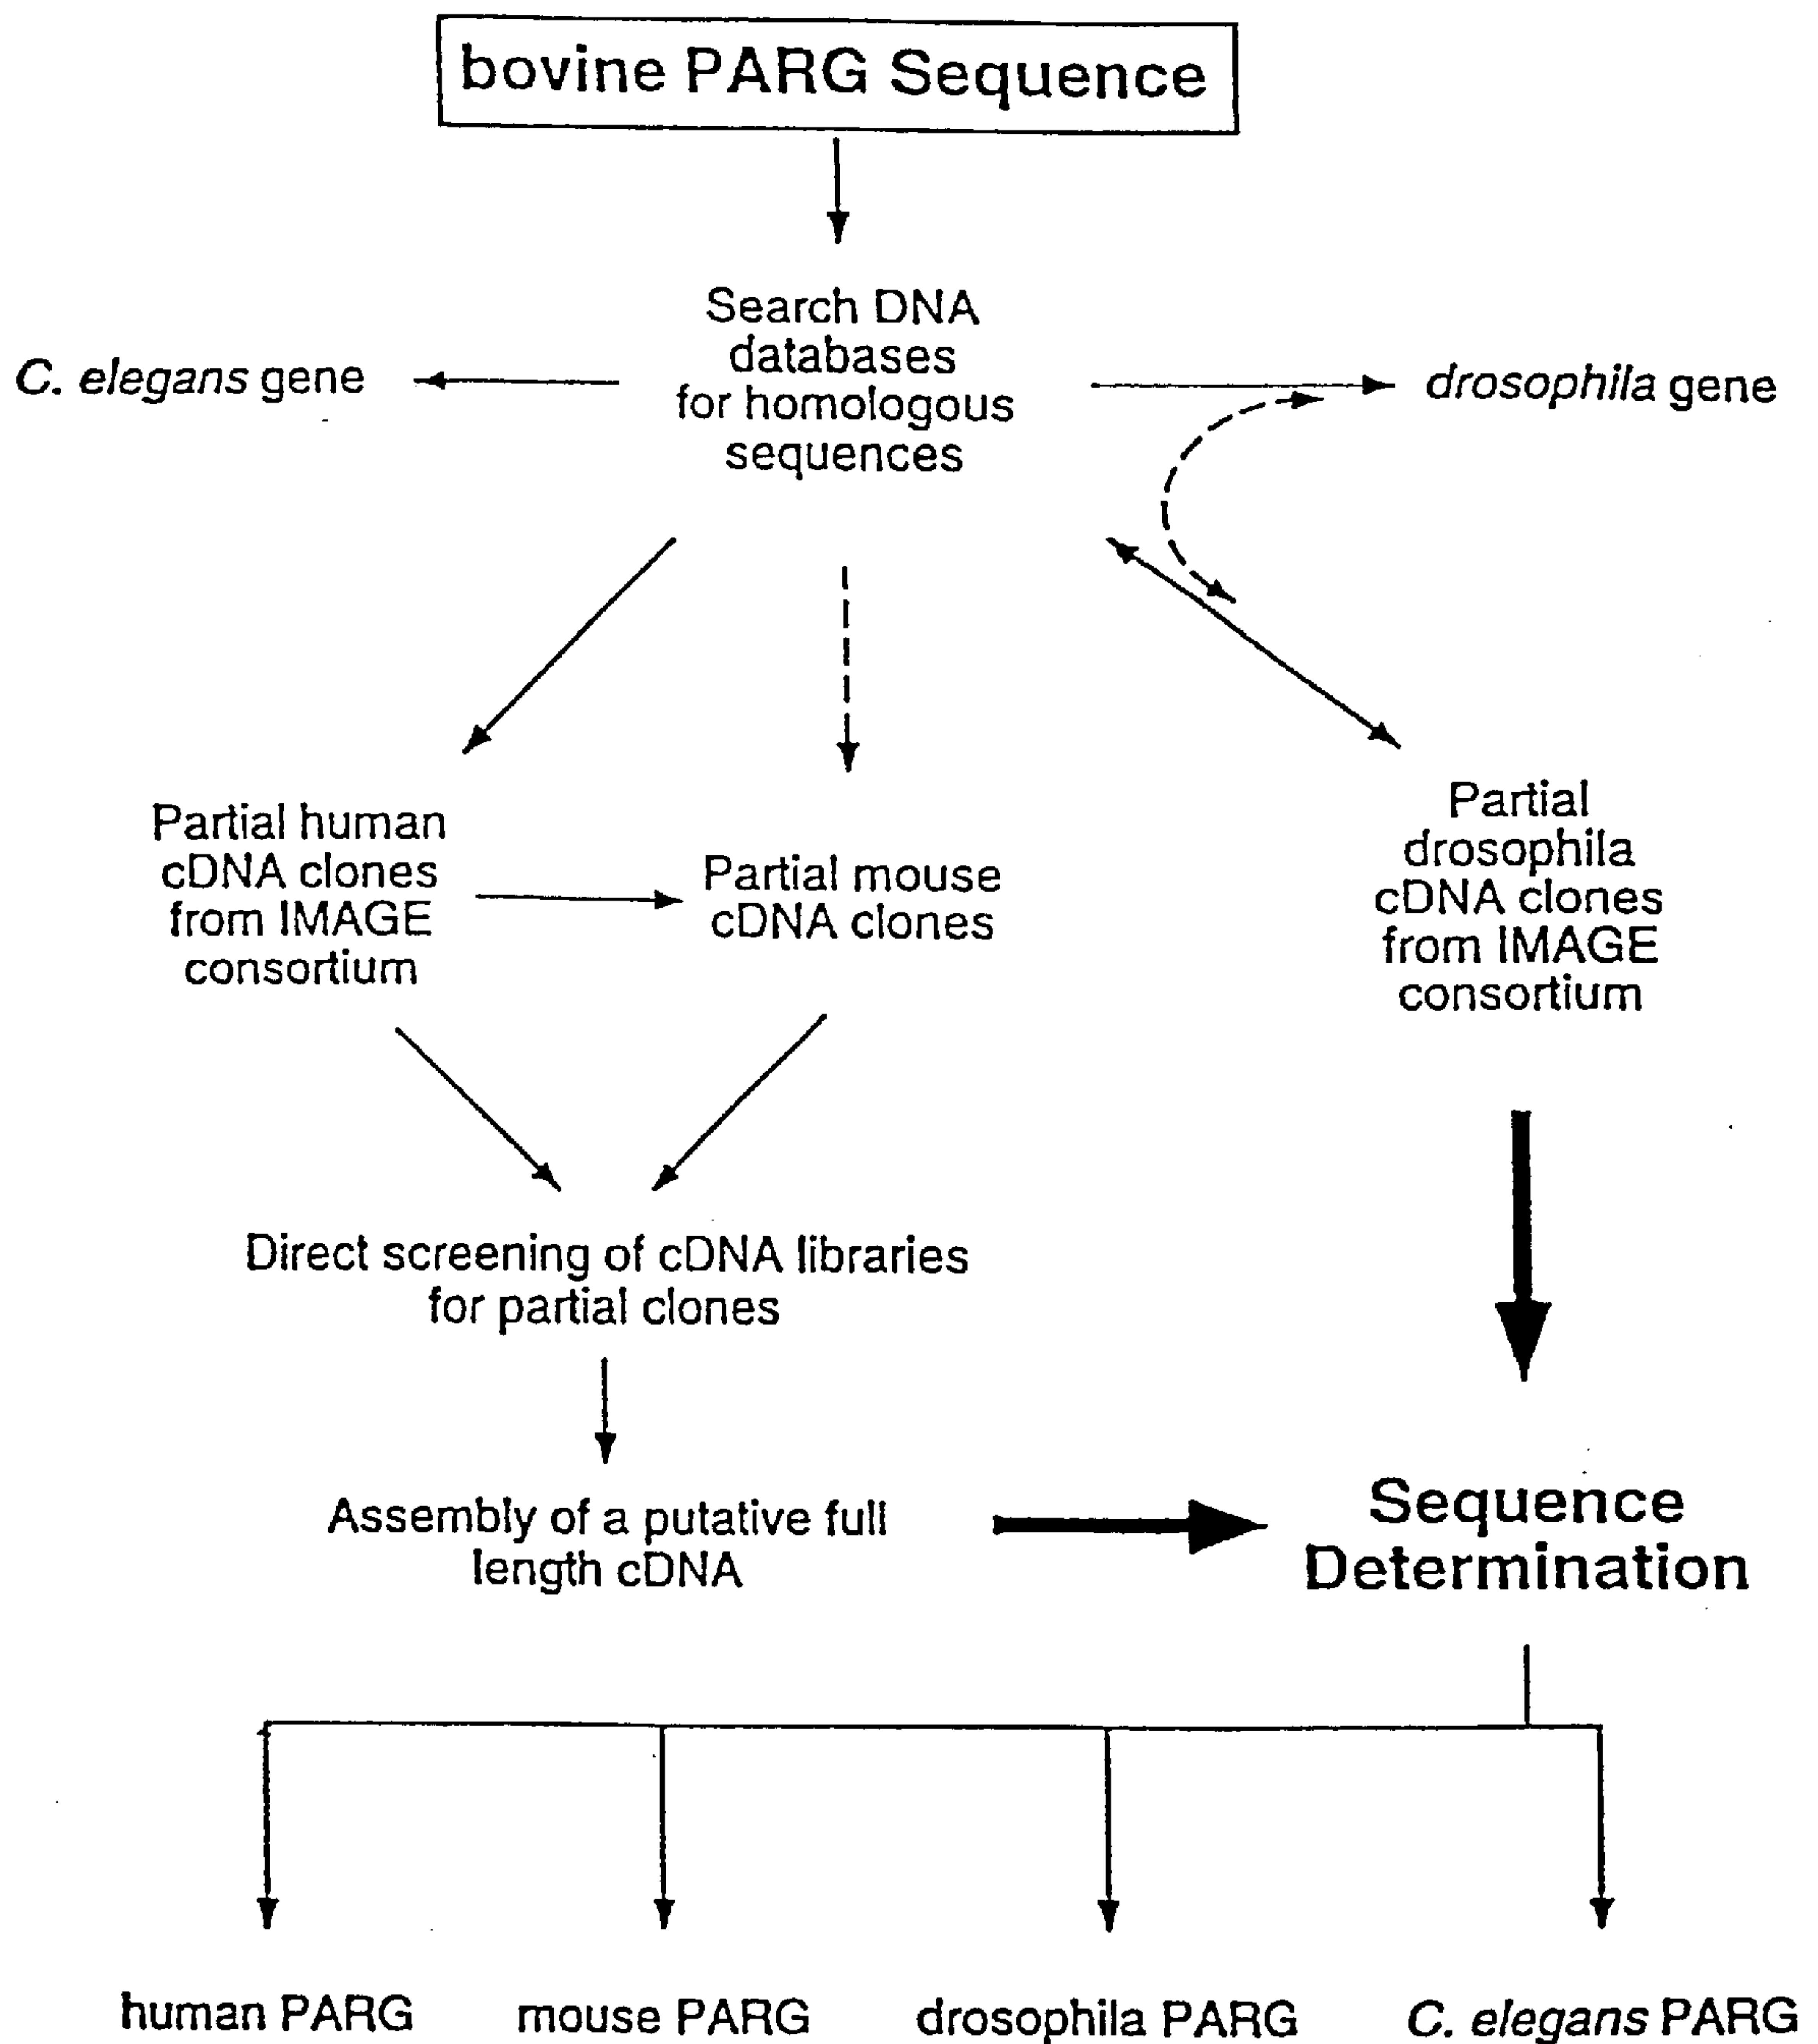 bovine PARG Sequence
Search DNA
databases
for homologous
sequences
C. elegans gene
drosophila gene
Partial human
cDNA clones
from IMAGE
consortium
Partial mouse
cDNA clones
Partial
drosophila
cDNA clones
from IMAGE
consortium
Direct screening of cDNA libraries
for partial clones
Assembly of a putative full
length cDNA
Sequence
Determination
human PARG
mouse PARG
drosophila PARG
C. elegans PARG